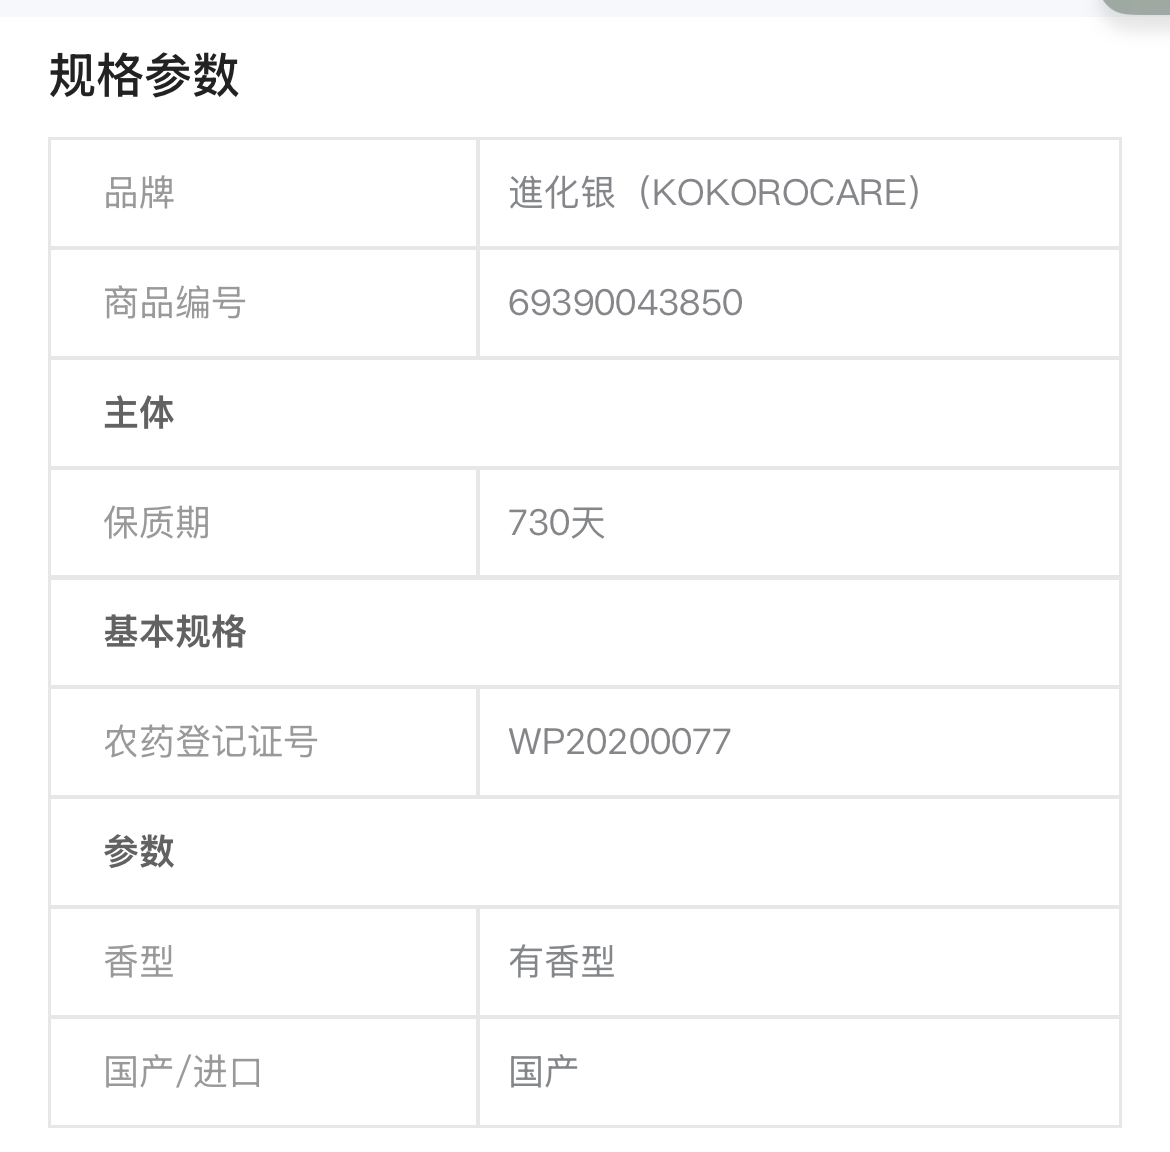 规格参数
品牌 進化银（KOKOROCARE）
商品编号 69390043850
主体
保质期 730天
基本规格
农药登记证号 WP20200077
参数
香型 有香型
国产/进口 国产